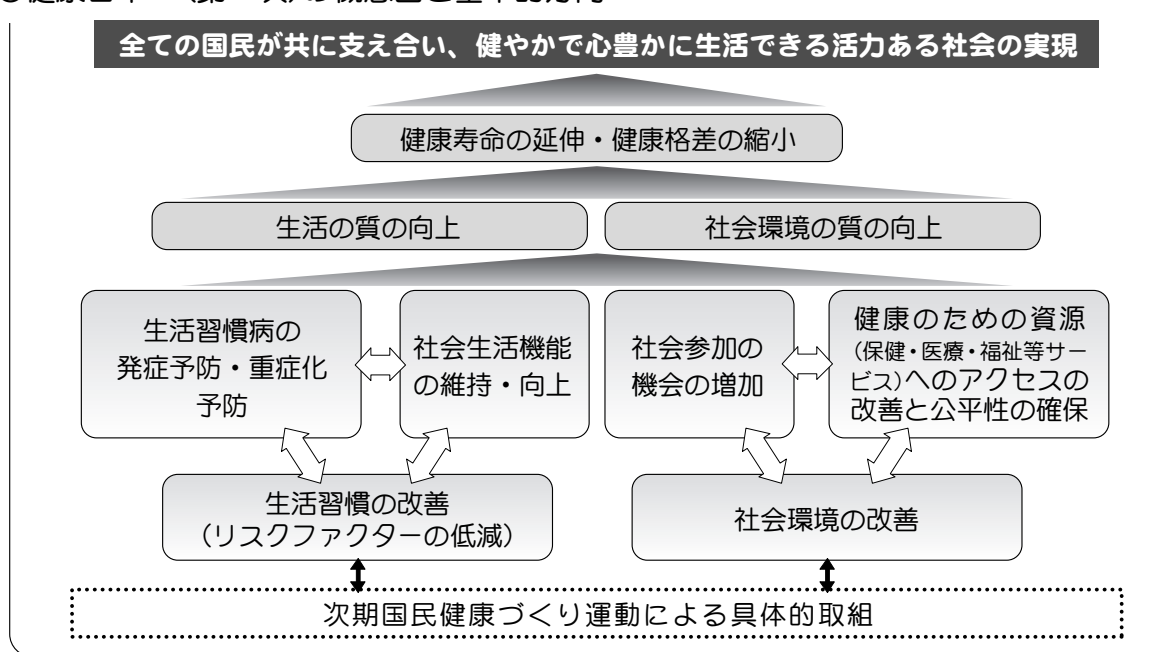 全ての国民が共に支え合い、健やかで心豊かに生活できる活力ある社会の実現
健康寿命の延伸・健康格差の縮小
生活の質の向上
社会環境の質の向上
生活習慣病の
発症予防・重症化
予防
社会生活機能
の維持・向上
社会参加の
機会の増加
健康のための資源
(保健・医療・福祉等サー
ビス)へのアクセスの
改善と公平性の確保
生活習慣の改善
(リスクファクターの低減)
社会環境の改善
次期国民健康づくり運動による具体的取組